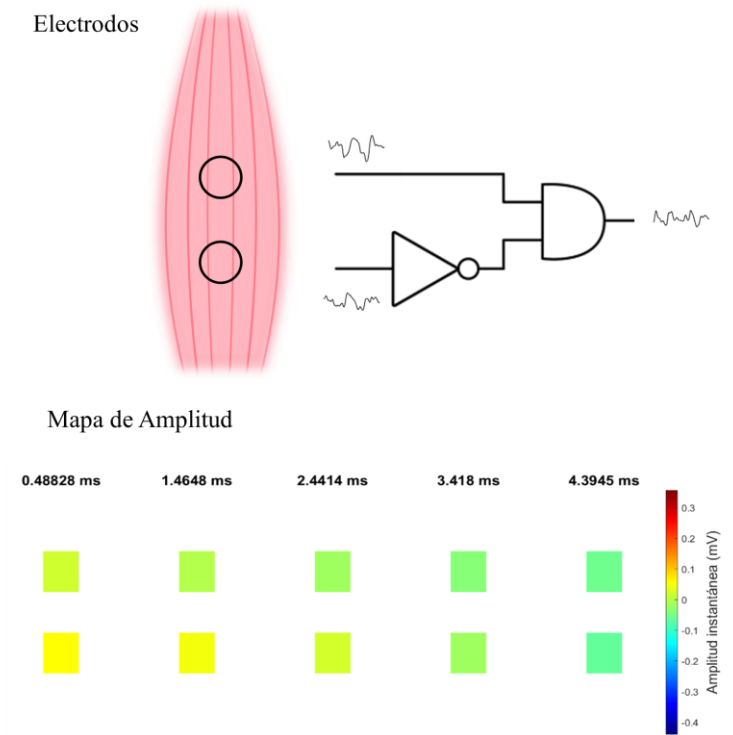 Electrodos
Mapa de Amplitud
0.48828 ms 1.4648 ms 2.4414 ms 3.418 ms 4.3945 ms
0.3
0.2
0.1
0
-0.1
-0.2
-0.3
-0.4
Amplitud instantánea (mV)